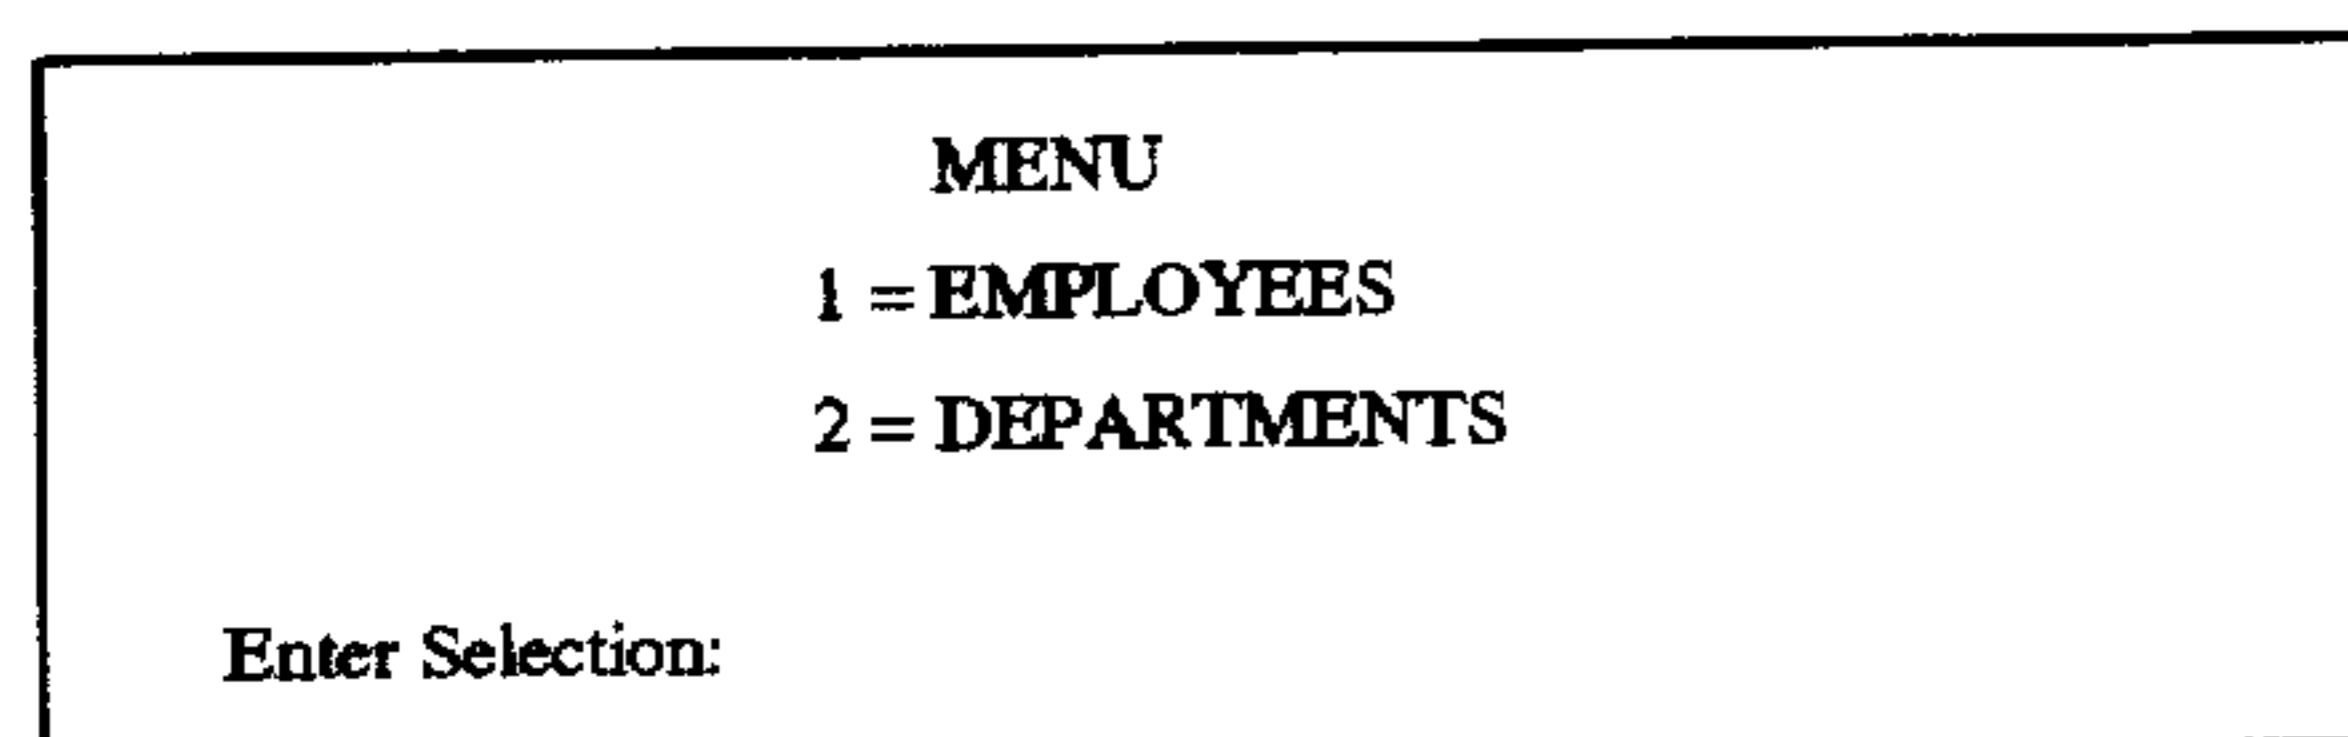 MENU
1 = EMPLOYEES
2 = DEPARTMENTS
Enter Selection: